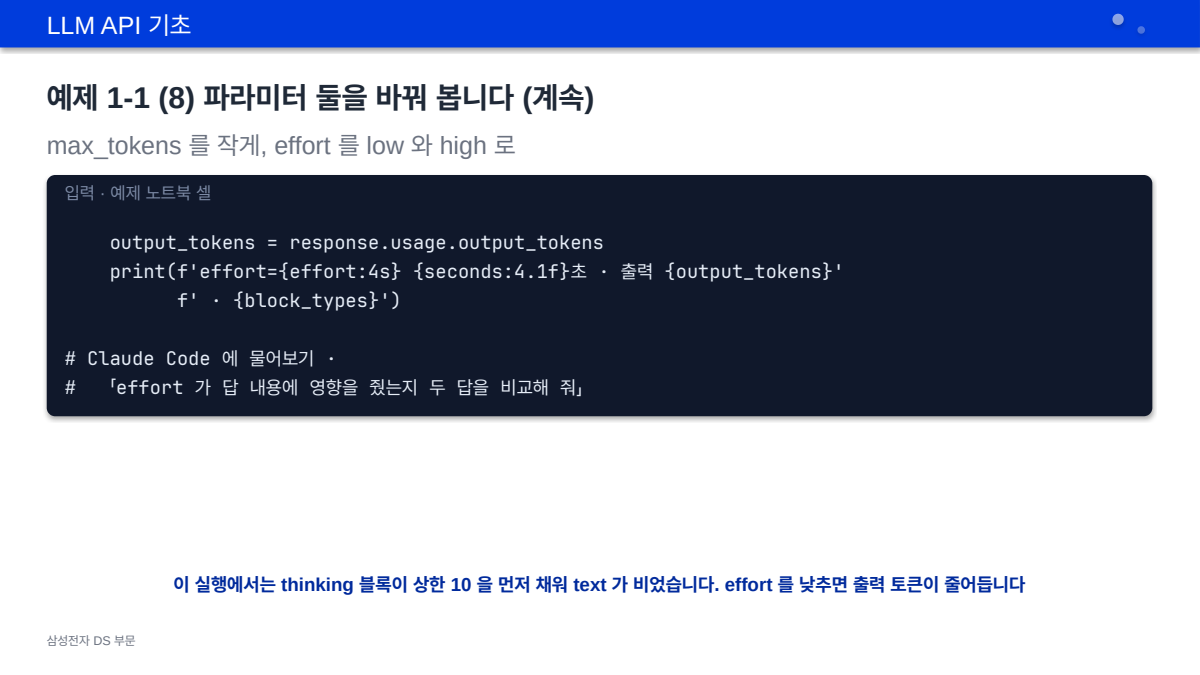 LLM API 기초
예제 1-1 (8) 파라미터 둘을 바꿔 봅니다 (계속)
max_tokens 를 작게, effort 를 low 와 high 로
입력 · 예제 노트북 셀
output_tokens = response.usage.output_tokens
print(f'effort={effort:4s} {seconds:4.1f}초 · 출력 {output_tokens}'
f' · {block_types}')
# Claude Code 에 물어보기 ·
# 「effort 가 답 내용에 영향을 줬는지 두 답을 비교해 줘」
이 실행에서는 thinking 블록이 상한 10 을 먼저 채워 text 가 비었습니다. effort 를 낮추면 출력 토큰이 줄어듭니다
삼성전자 DS 부문